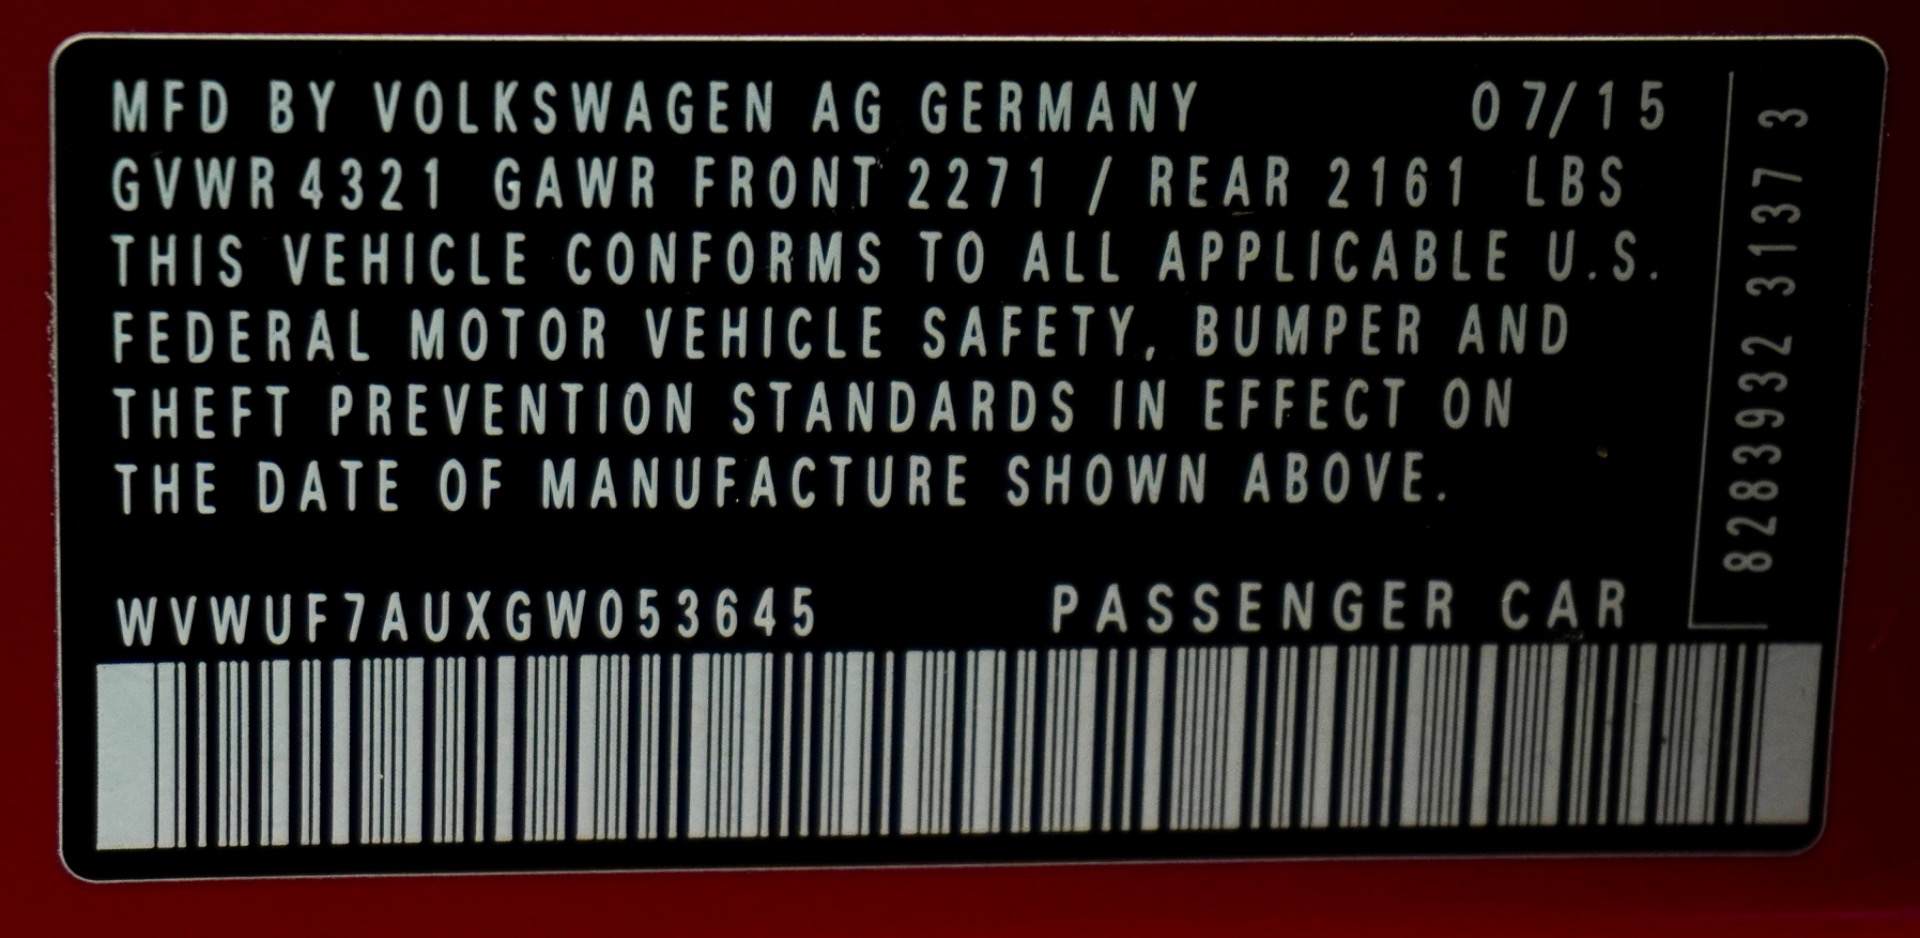 MFD BY VOLKSWAGEN AG GERMANY 07/15
GVWR 4321 GAWR FRONT 2271 / REAR 2161 LBS
THIS VEHICLE CONFORMS TO ALL APPLICABLE U.S.
FEDERAL MOTOR VEHICLE SAFETY, BUMPER AND
THEFT PREVENTION STANDARDS IN EFFECT ON
THE DATE OF MANUFACTURE SHOWN ABOVE.
WVWUF7AUXGW053645 PASSENGER CAR
8283932 3137 3